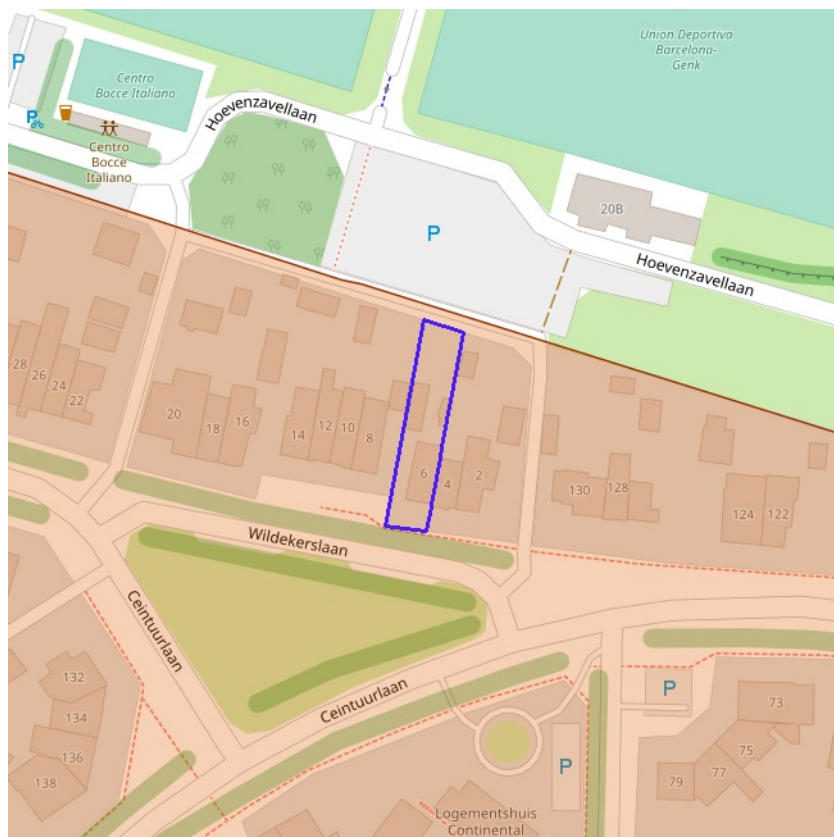 Union Deportiva
Barcelona-
Genk
P
Centro
Bocce Italiano
Hoevenzavellaan
P
Centro
Bocce
Italiano
20B
P
Hoevenzavellaan
28
26
24
22
20
18
16
14
12
10
8
6
4
2
130
128
124
122
Wildekerslaan
Ceintuurlaan
132
134
136
138
Ceintuurlaan
P
73
75
77
79
P
Logementshuis
Continental